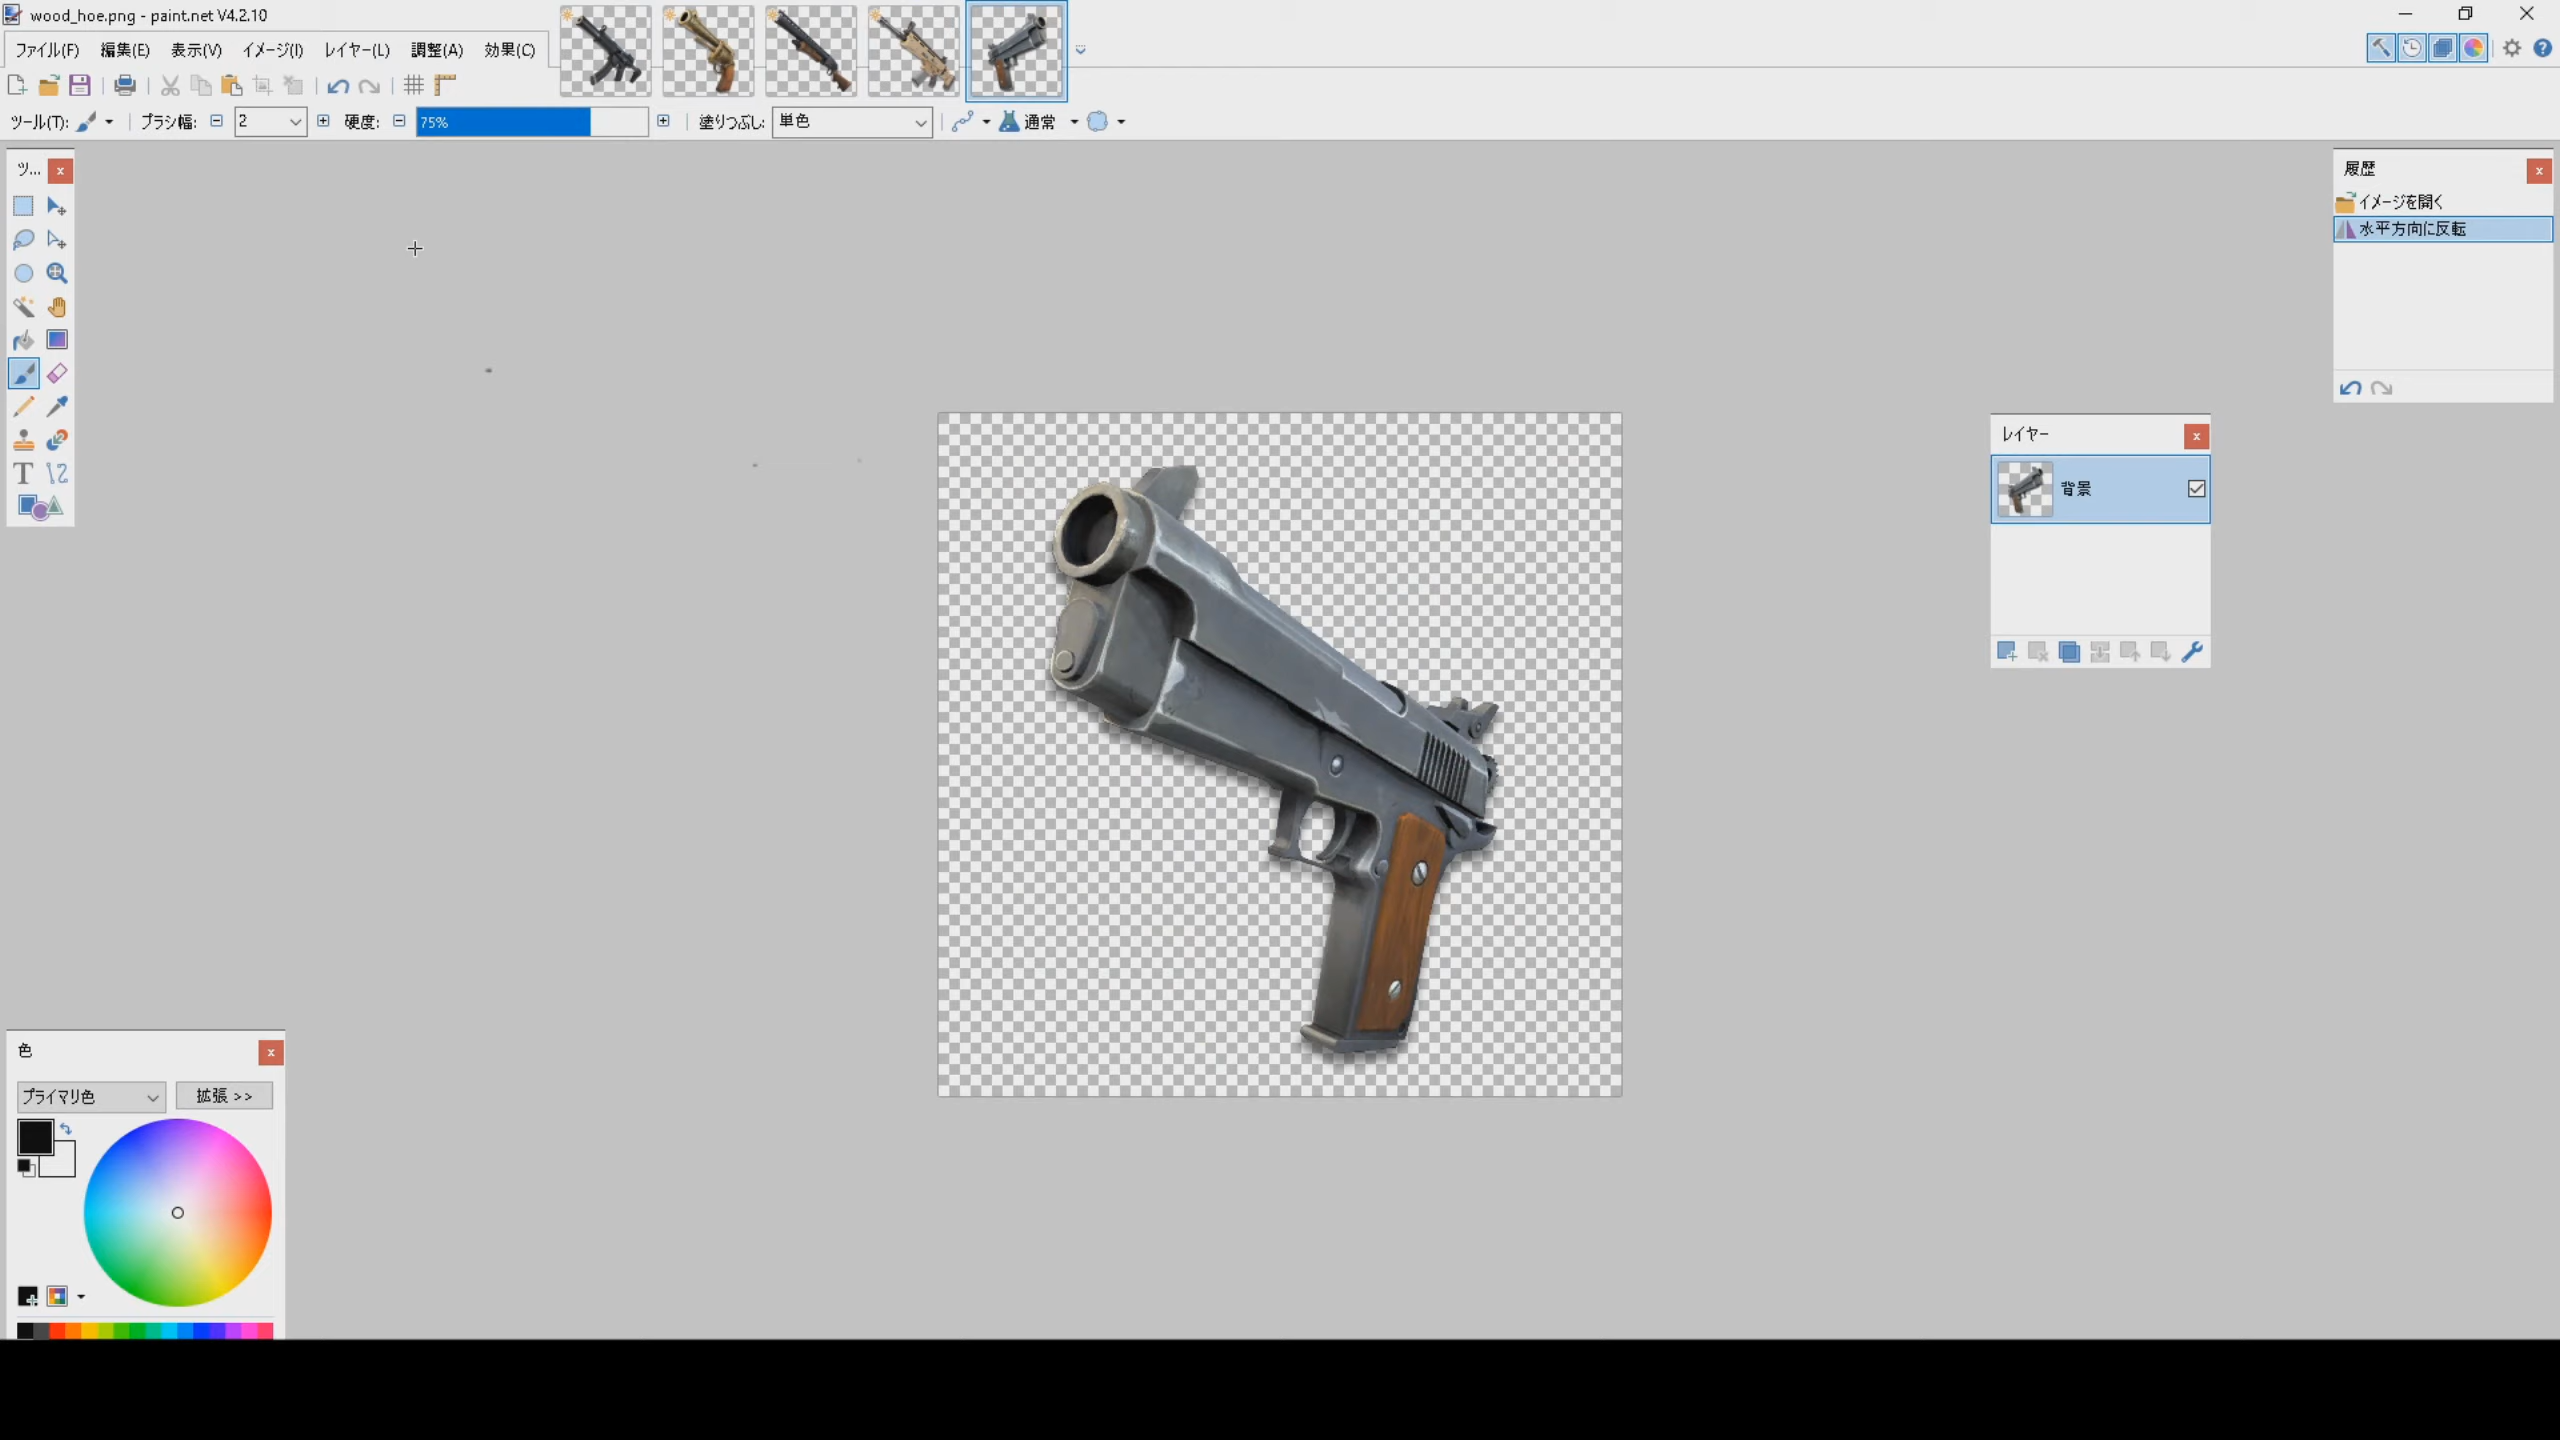 wood_hoe.png - paint.net V4.2.10
ファイル(F) 編集(E) 表示(V) イメージ(I) レイヤー(L) 調整(A) 効果(C)
ツール(T): ブラシ幅: 2 硬度: 75% 塗りつぶし: 単色 通常
ツ...
履歴
イメージを開く
水平方向に反転
レイヤー
背景
色
プライマリ色 拡張 >>